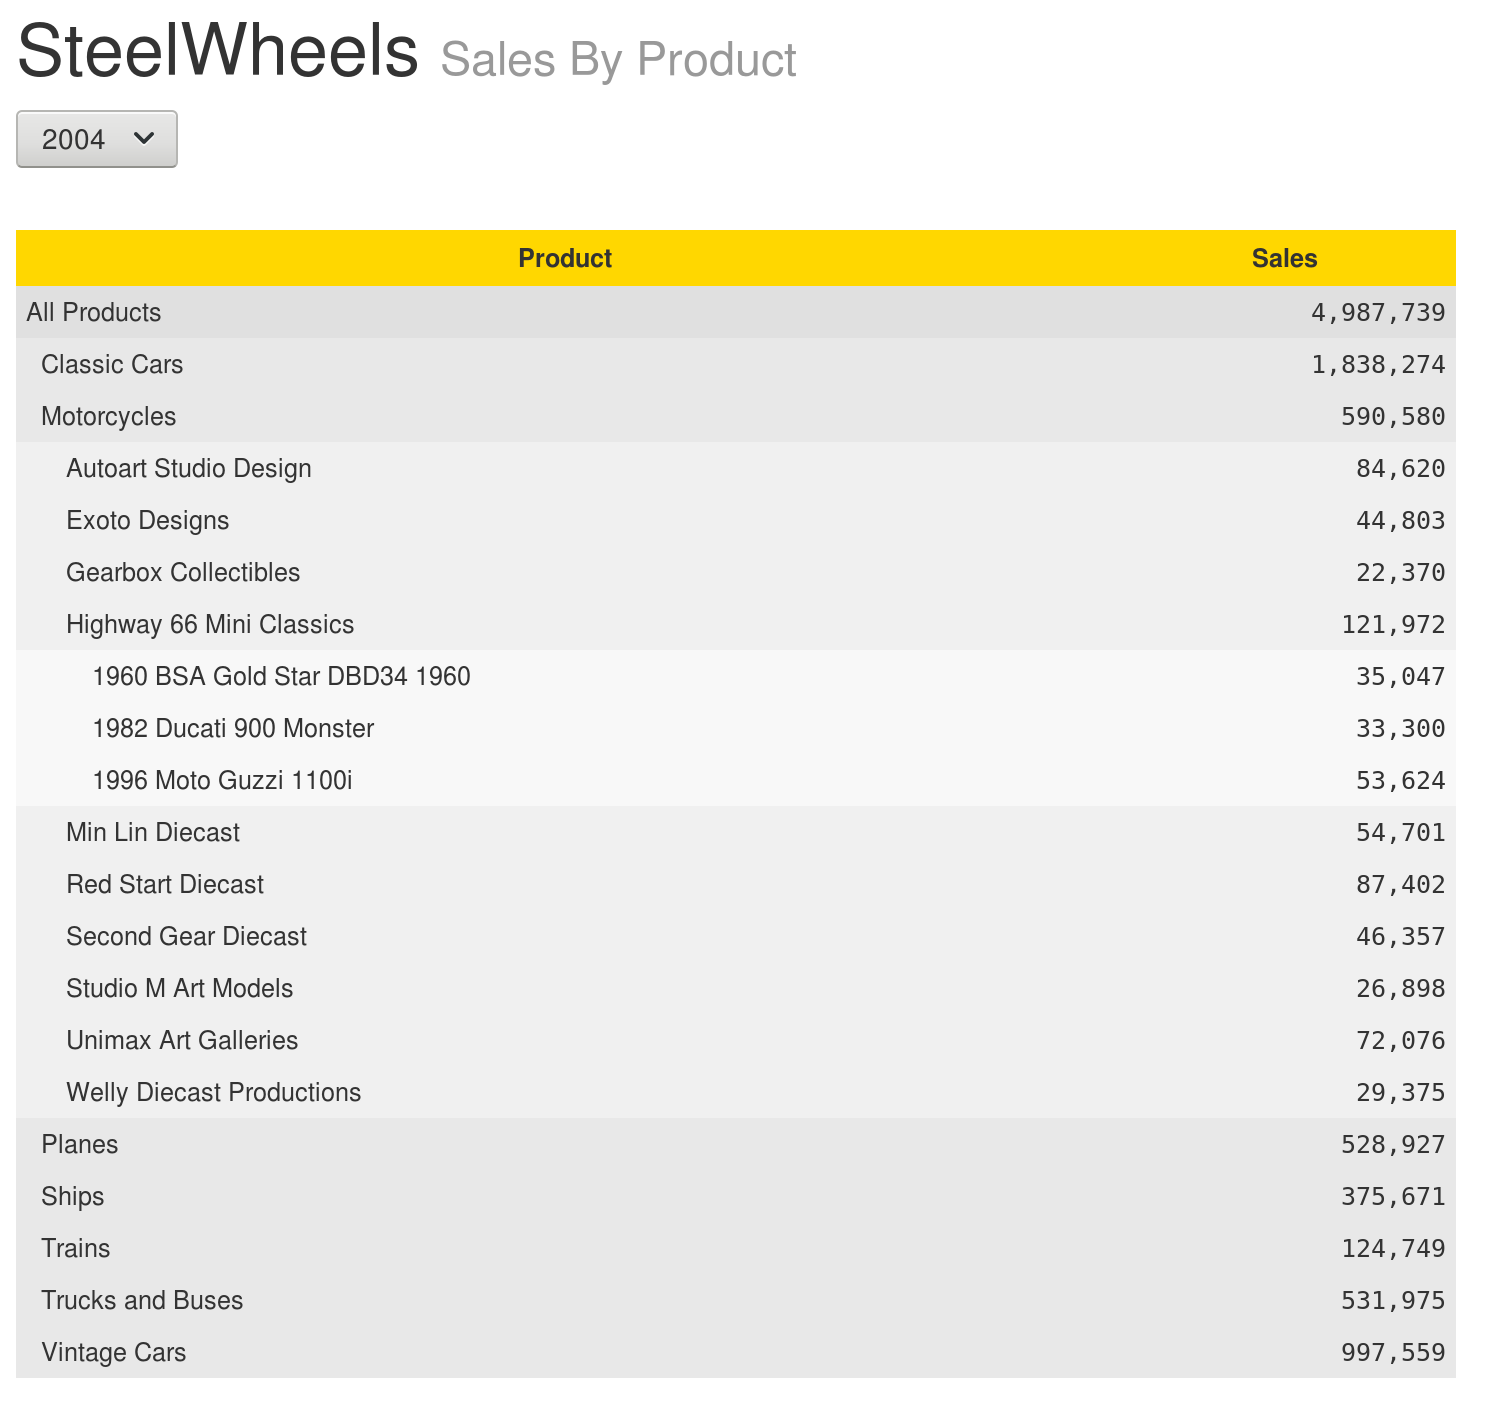 SteelWheels Sales By Product
2004
Product Sales
All Products 4,987,739
Classic Cars 1,838,274
Motorcycles 590,580
Autoart Studio Design 84,620
Exoto Designs 44,803
Gearbox Collectibles 22,370
Highway 66 Mini Classics 121,972
1960 BSA Gold Star DBD34 1960 35,047
1982 Ducati 900 Monster 33,300
1996 Moto Guzzi 1100i 53,624
Min Lin Diecast 54,701
Red Start Diecast 87,402
Second Gear Diecast 46,357
Studio M Art Models 26,898
Unimax Art Galleries 72,076
Welly Diecast Productions 29,375
Planes 528,927
Ships 375,671
Trains 124,749
Trucks and Buses 531,975
Vintage Cars 997,559